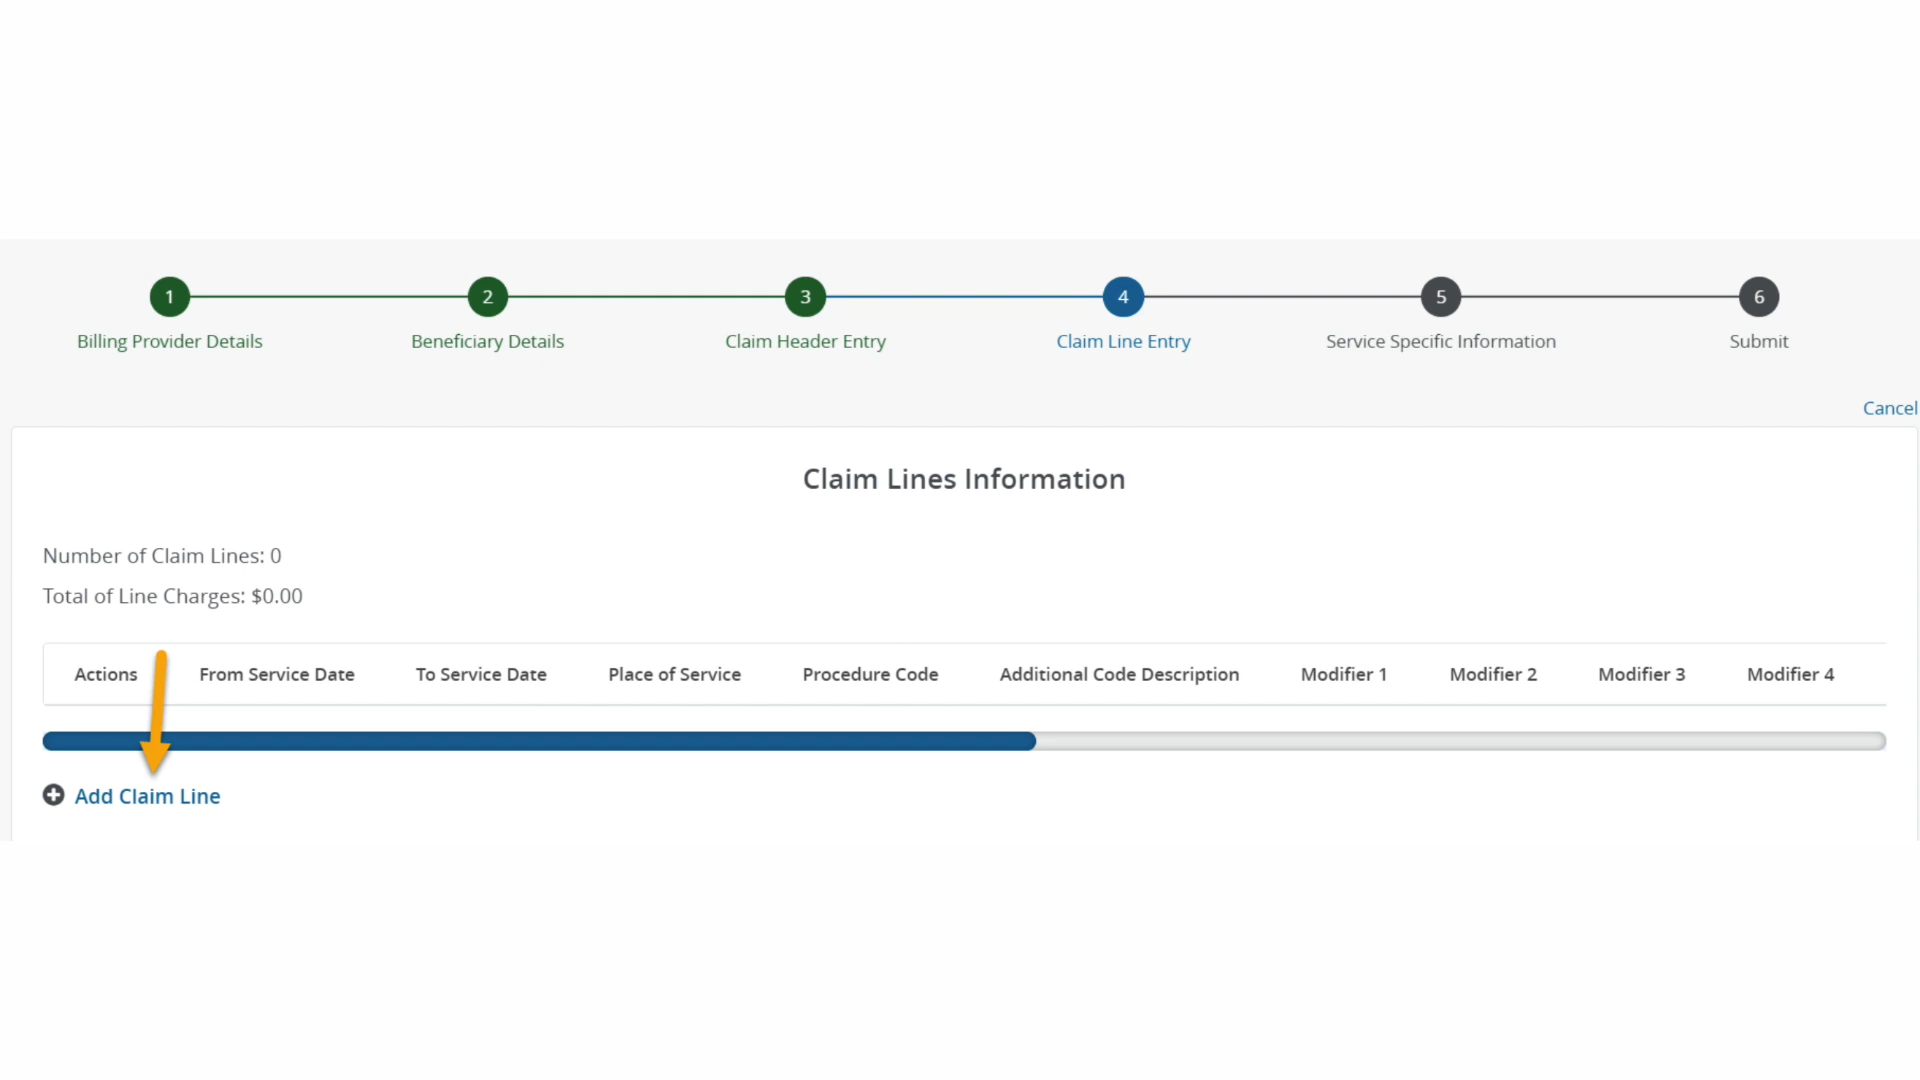 1 2 3 4 5 6
Billing Provider Details Beneficiary Details Claim Header Entry Claim Line Entry Service Specific Information Submit
Cancel
Claim Lines Information
Number of Claim Lines: 0
Total of Line Charges: $0.00
Actions From Service Date To Service Date Place of Service Procedure Code Additional Code Description Modifier 1 Modifier 2 Modifier 3 Modifier 4
Add Claim Line